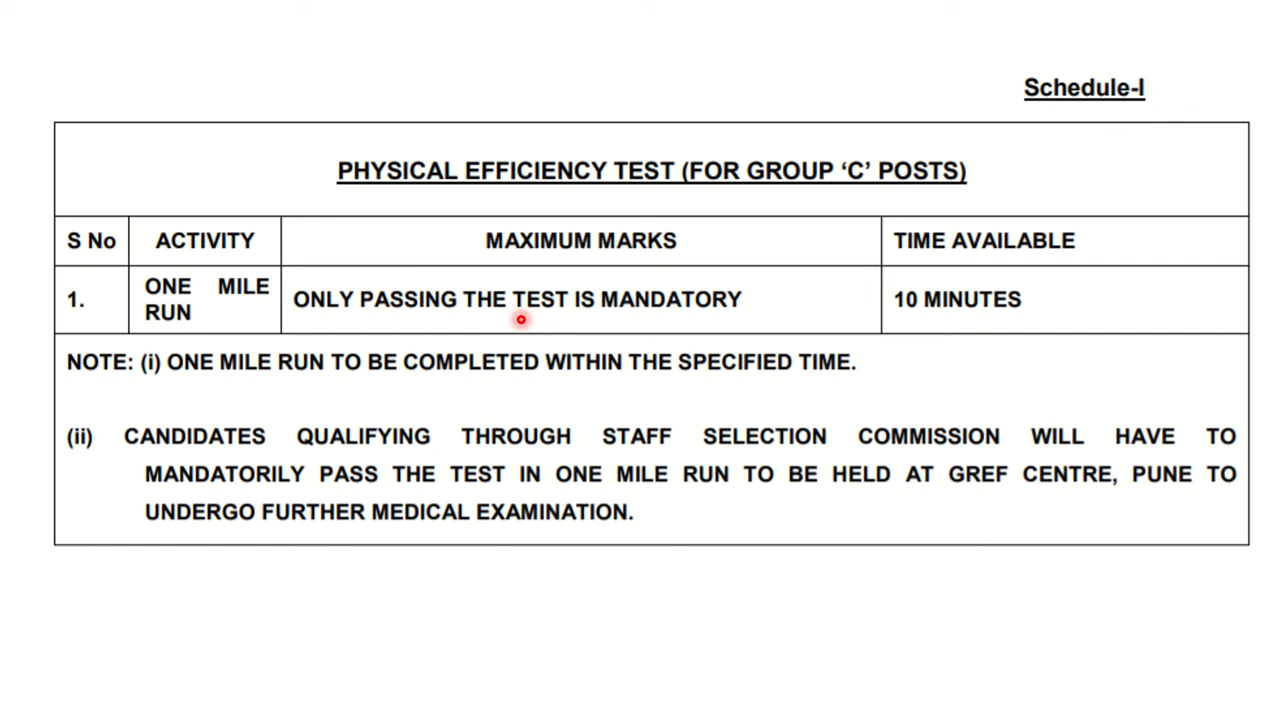 Schedule-I
PHYSICAL EFFICIENCY TEST (FOR GROUP ‘C’ POSTS)
S No ACTIVITY MAXIMUM MARKS TIME AVAILABLE
1. ONE MILE RUN ONLY PASSING THE TEST IS MANDATORY 10 MINUTES
NOTE: (i) ONE MILE RUN TO BE COMPLETED WITHIN THE SPECIFIED TIME.
(ii) CANDIDATES QUALIFYING THROUGH STAFF SELECTION COMMISSION WILL HAVE TO
MANDATORILY PASS THE TEST IN ONE MILE RUN TO BE HELD AT GREF CENTRE, PUNE TO
UNDERGO FURTHER MEDICAL EXAMINATION.